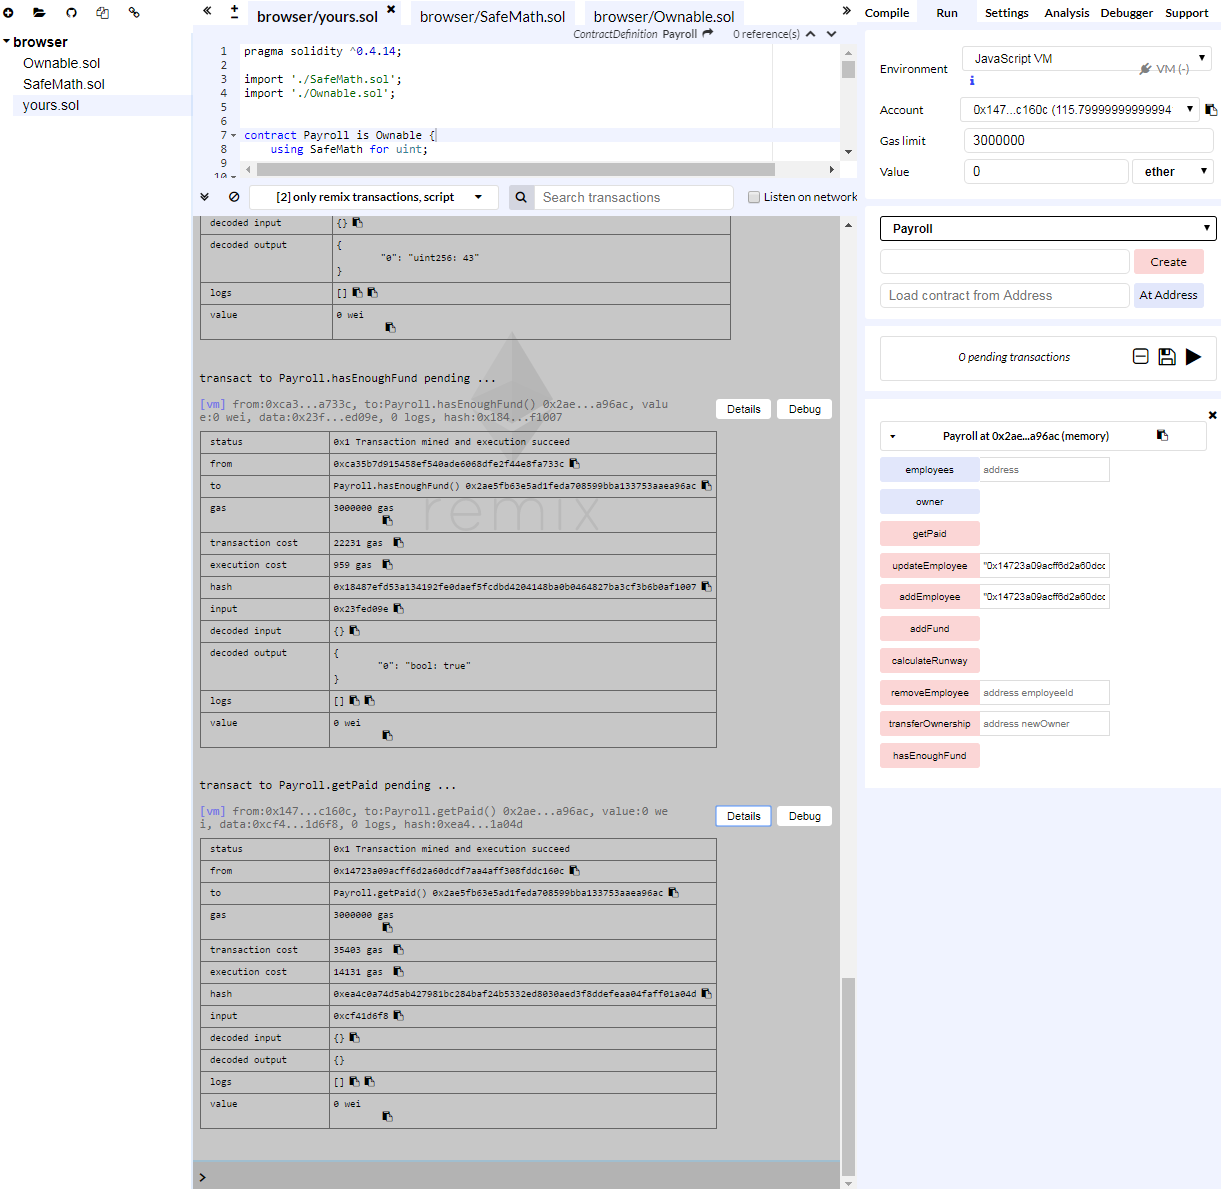 browser
Ownable.sol
SafeMath.sol
yours.sol
browser/yours.sol browser/SafeMath.sol browser/Ownable.sol
ContractDefinition Payroll 0 reference(s)
1 pragma solidity ^0.4.14;
2
3 import './SafeMath.sol';
4 import './Ownable.sol';
5
6
7 contract Payroll is Ownable {
8 using SafeMath for uint;
9
10
[2] only remix transactions, script Search transactions Listen on network
decoded input {}
decoded output {
"0": "uint256: 43"
}
logs []
value 0 wei
transact to Payroll.hasEnoughFund pending ...
[vm] from:0xca3...a733c, to:Payroll.hasEnoughFund() 0x2ae...a96ac, valu
e:0 wei, data:0x23f...ed09e, 0 logs, hash:0x184...f1007
Details Debug
status 0x1 Transaction mined and execution succeed
from 0xca35b7d915458ef540ade6068dfe2f44e8fa733c
to Payroll.hasEnoughFund() 0x2ae5fb63e5ad1feda708599bba133753aaea96ac
gas 3000000 gas
remix
transaction cost 22231 gas
execution cost 959 gas
hash 0x18487efd53a134192fe0daef5fcdbd4204148ba0b0464827ba3cf3b6b0af1007
input 0x23fed09e
decoded input {}
decoded output {
"0": "bool: true"
}
logs []
value 0 wei
transact to Payroll.getPaid pending ...
[vm] from:0x147...c160c, to:Payroll.getPaid() 0x2ae...a96ac, value:0 we
i, data:0xcf4...1d6f8, 0 logs, hash:0xea4...1a04d
Details Debug
status 0x1 Transaction mined and execution succeed
from 0x14723a09acff6d2a60dcdf7aa4aff308fddc160c
to Payroll.getPaid() 0x2ae5fb63e5ad1feda708599bba133753aaea96ac
gas 3000000 gas
transaction cost 35403 gas
execution cost 14131 gas
hash 0xea4c0a74d5ab427981bc284baf24b5332ed8030aed3f8ddefeaa04faff01a04d
input 0xcf41d6f8
decoded input {}
decoded output {}
logs []
value 0 wei
>
Compile Run Settings Analysis Debugger Support
Environment JavaScript VM
VM (-)
Account 0x147...c160c (115.79999999999994
Gas limit 3000000
Value 0 ether
Payroll
Create
Load contract from Address At Address
0 pending transactions
Payroll at 0x2ae...a96ac (memory)
employees address
owner
getPaid
updateEmployee "0x14723a09acff6d2a60dcc
addEmployee "0x14723a09acff6d2a60dcc
addFund
calculateRunway
removeEmployee address employeeId
transferOwnership address newOwner
hasEnoughFund